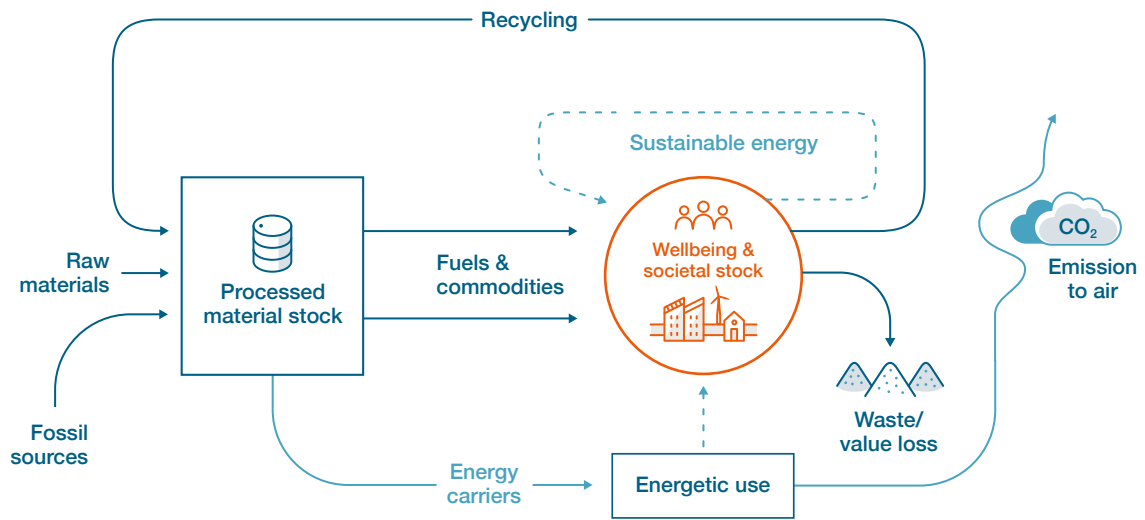 Recycling
Sustainable energy
Raw
materials
Processed
material stock
Fuels &
commodities
Wellbeing &
societal stock
CO₂
Emission
to air
Fossil
sources
Waste/
value loss
Energy
carriers
Energetic use